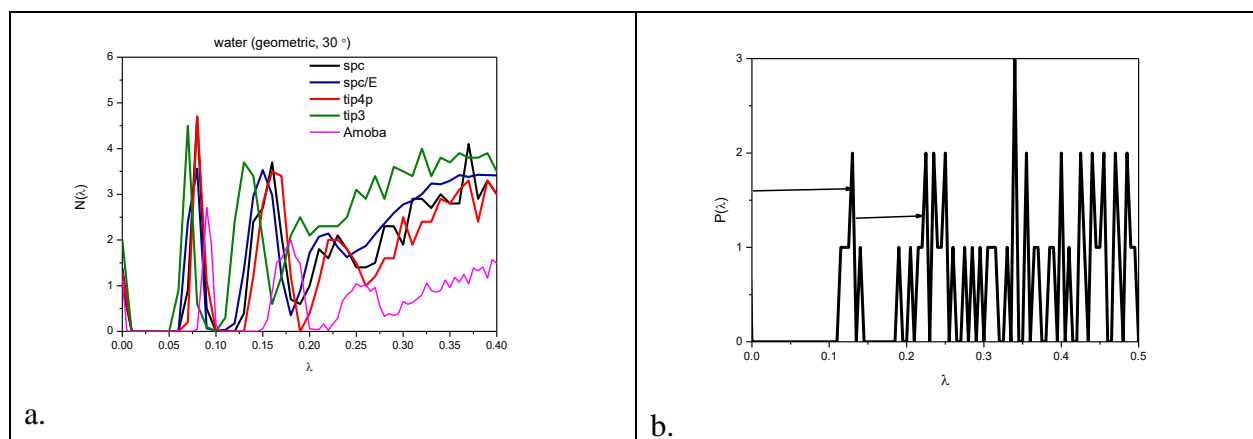 water (geometric, 30 °)
spc
spc/E
tip4p
tip3
Amoba
N(λ)
6
5
4
3
2
1
0
0.00 0.05 0.10 0.15 0.20 0.25 0.30 0.35 0.40
λ
a.
P(λ)
3
2
1
0
0.0 0.1 0.2 0.3 0.4 0.5
λ
b.